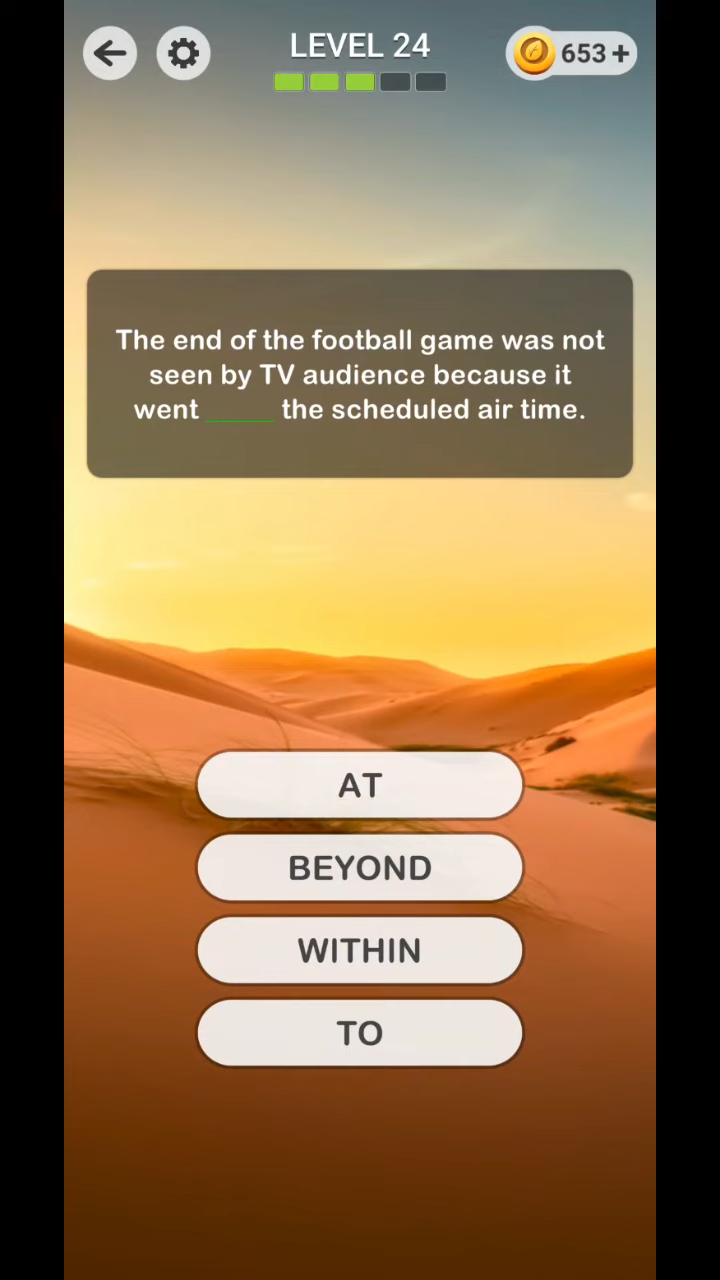 LEVEL 24
653+
The end of the football game was not
seen by TV audience because it
went _____ the scheduled air time.
AT
BEYOND
WITHIN
TO